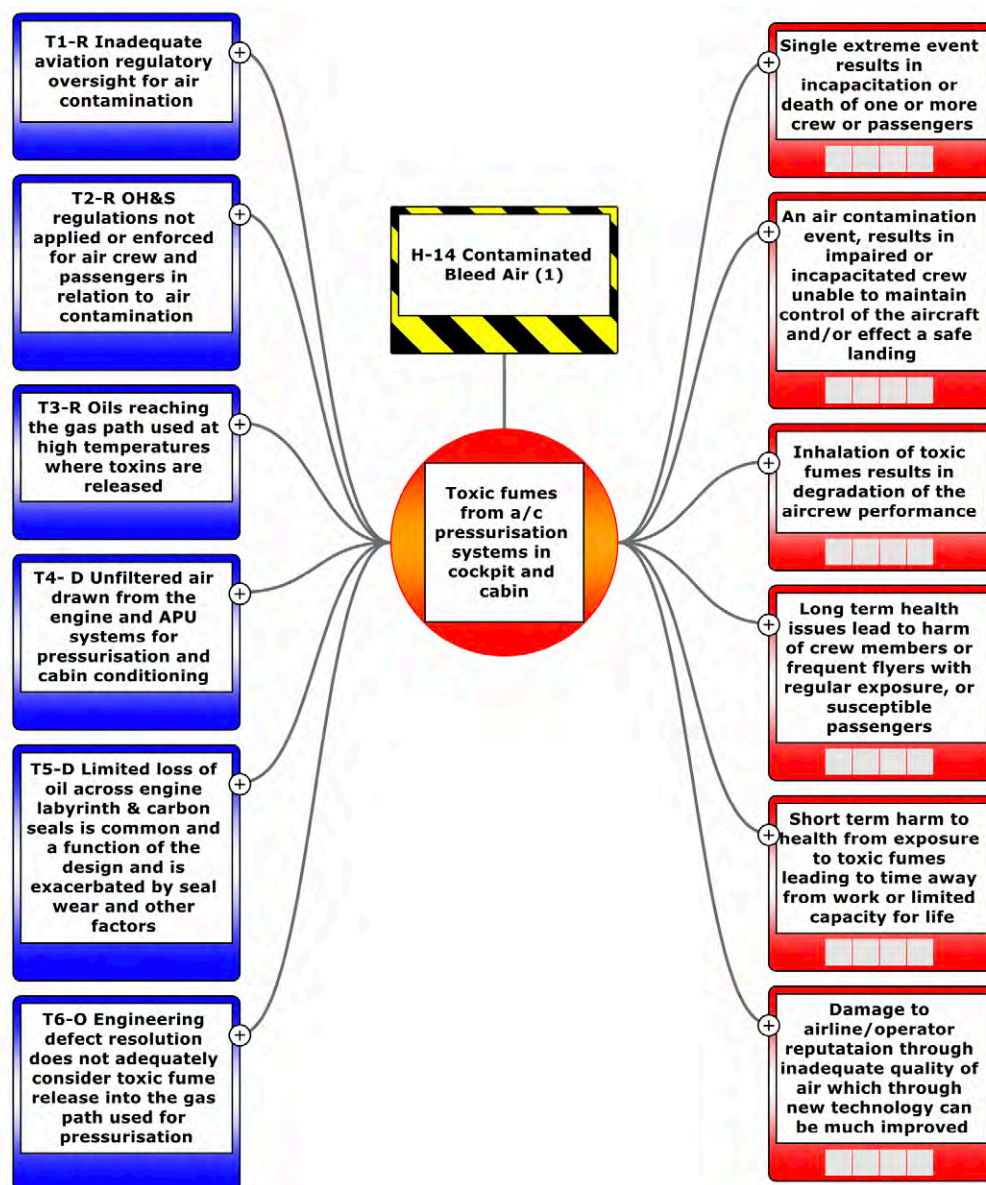 T1-R Inadequate
aviation regulatory
oversight for air
contamination
T2-R OH&S
regulations not
applied or enforced
for air crew and
passengers in
relation to air
contamination
T3-R Oils reaching
the gas path used at
high temperatures
where toxins are
released
T4- D Unfiltered air
drawn from the
engine and APU
systems for
pressurisation and
cabin conditioning
T5-D Limited loss of
oil across engine
labyrinth & carbon
seals is common and
a function of the
design and is
exacerbated by seal
wear and other
factors
T6-O Engineering
defect resolution
does not adequately
consider toxic fume
release into the gas
path used for
pressurisation
H-14 Contaminated
Bleed Air (1)
Toxic fumes
from a/c
pressurisation
systems in
cockpit and
cabin
Single extreme event
results in
incapacitation or
death of one or more
crew or passengers
An air contamination
event, results in
impaired or
incapacitated crew
unable to maintain
control of the aircraft
and/or effect a safe
landing
Inhalation of toxic
fumes results in
degradation of the
aircrew performance
Long term health
issues lead to harm
of crew members or
frequent flyers with
regular exposure, or
susceptible
passengers
Short term harm to
health from exposure
to toxic fumes
leading to time away
from work or limited
capacity for life
Damage to
airline/operator
reputataion through
inadequate quality of
air which through
new technology can
be much improved